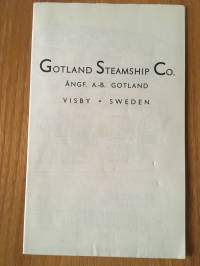 GOTLAND STEAMSHIP CO.
ÅNGF. A.-B. GOTLAND
VISBY • SWEDEN